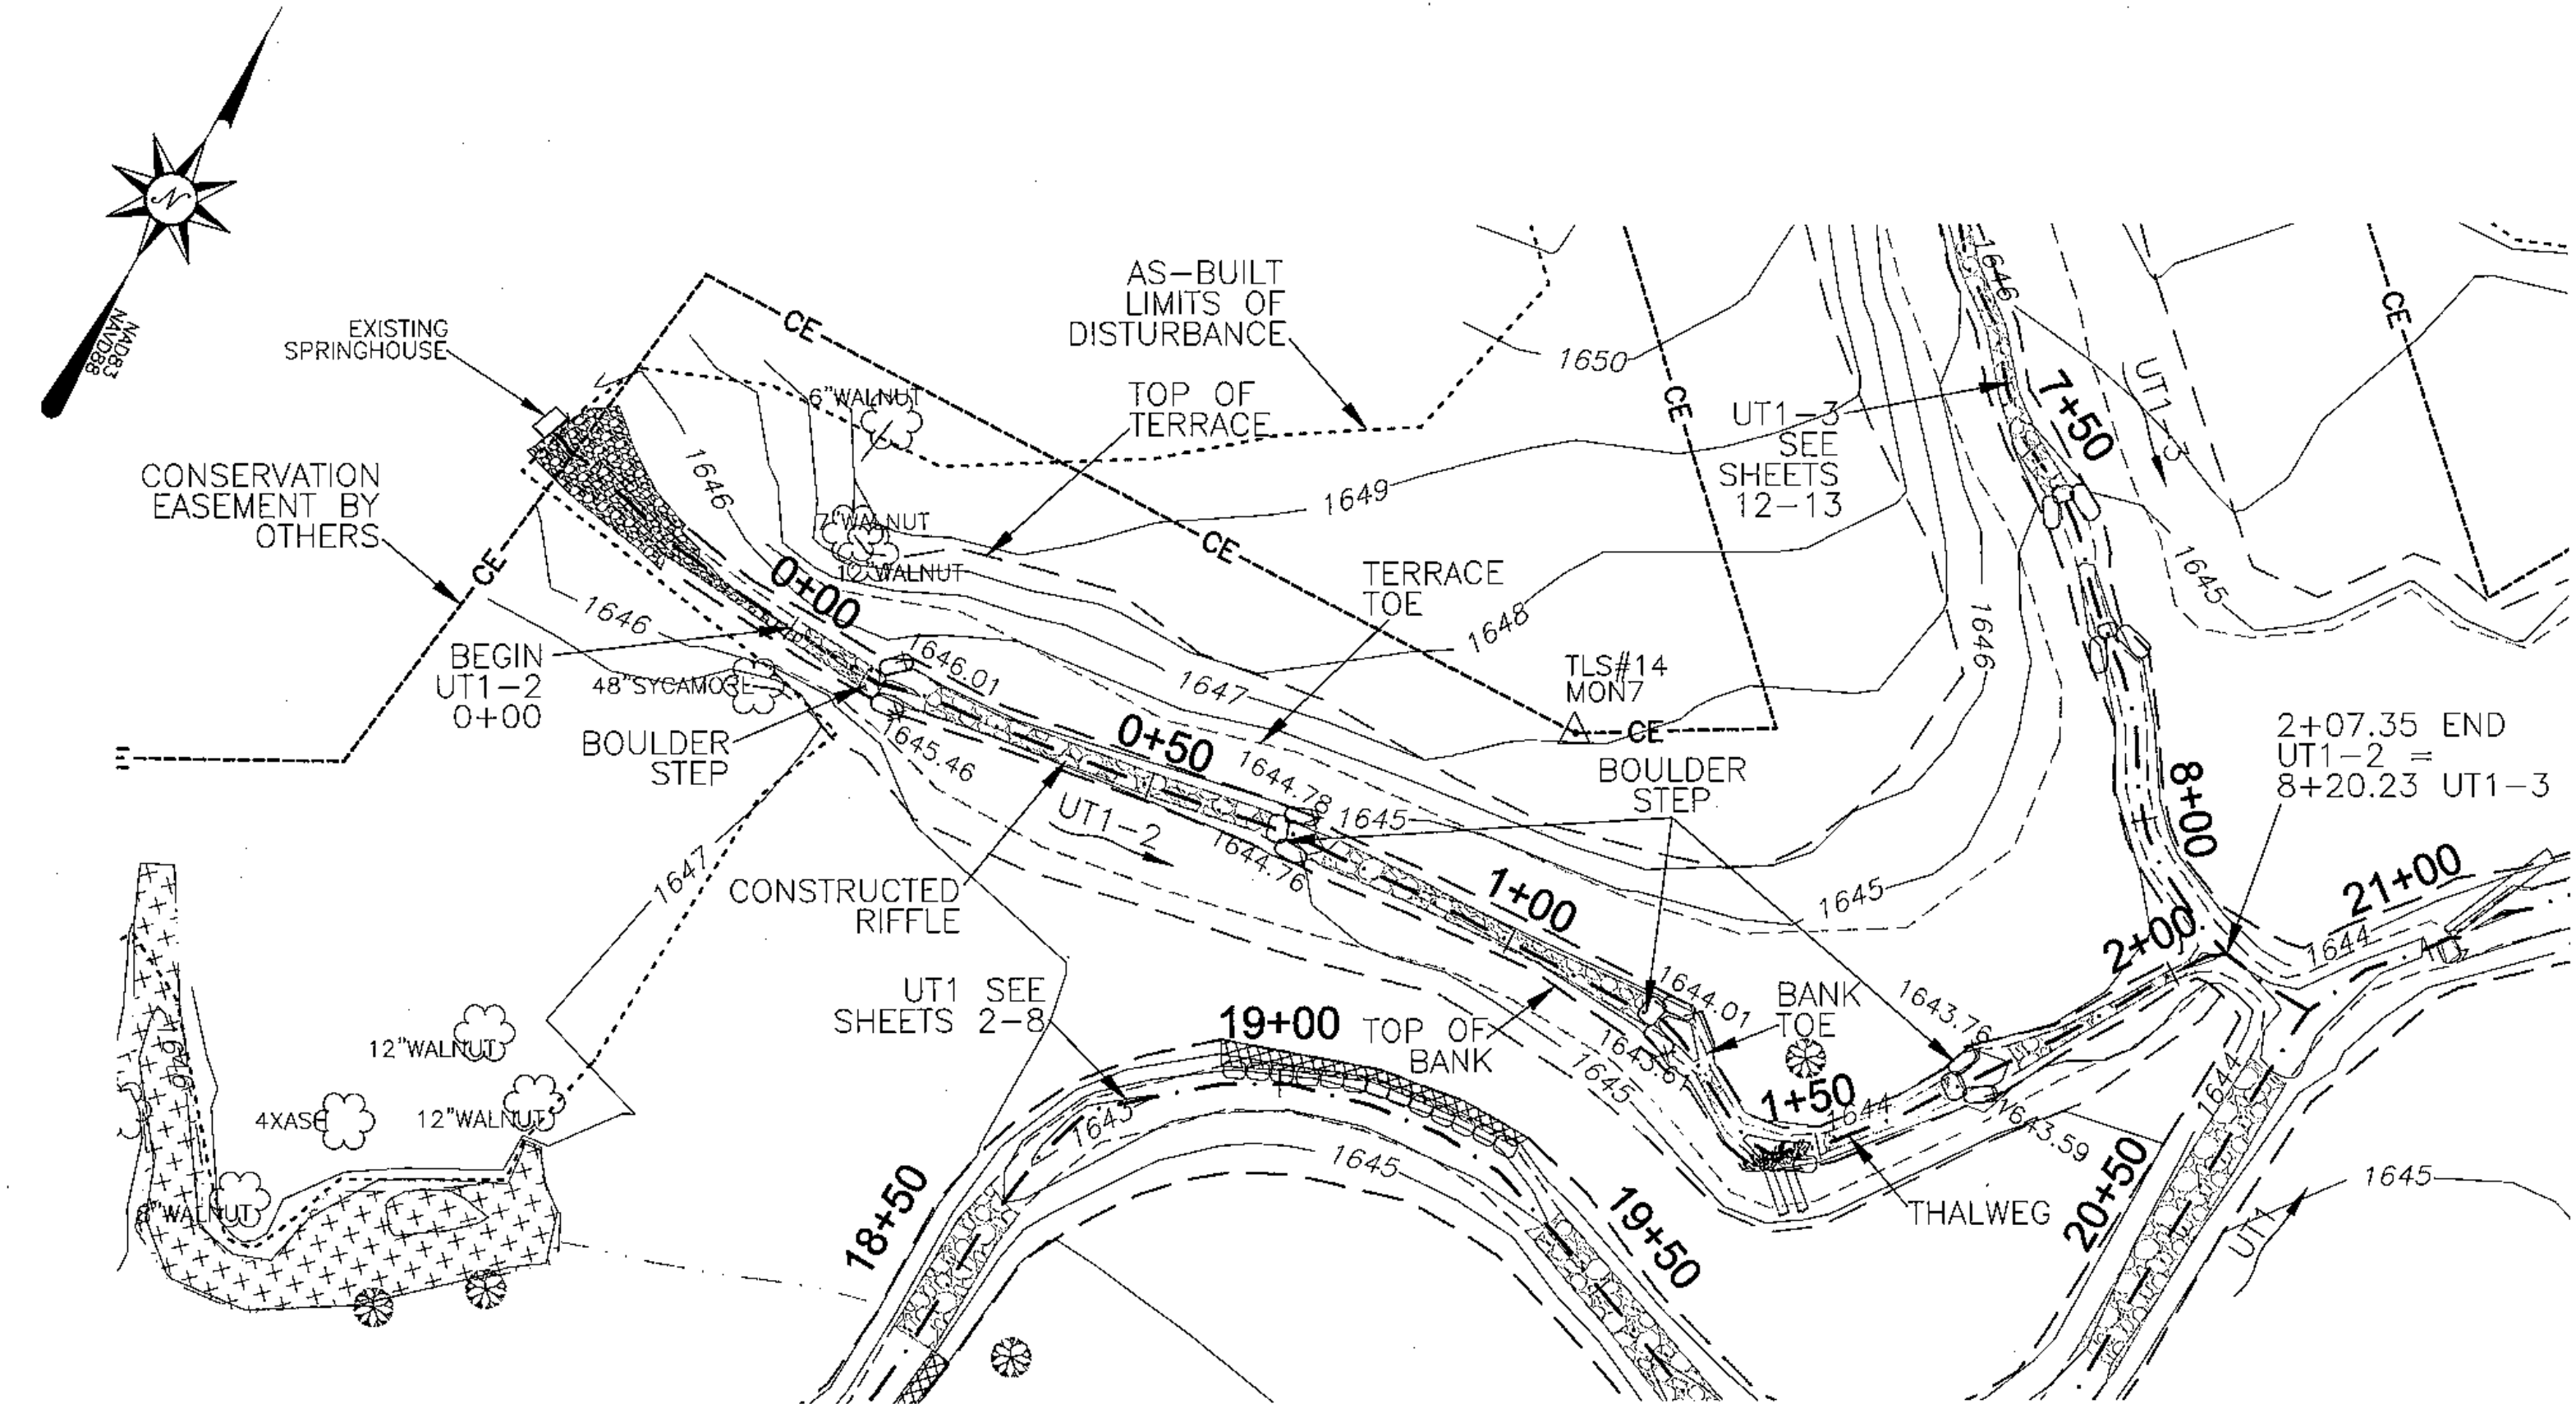 N
NAD83
NAVD88
EXISTING
SPRINGHOUSE
CONSERVATION
EASEMENT BY
OTHERS
CE
CE
AS-BUILT
LIMITS OF
DISTURBANCE
TOP OF
TERRACE
6"WALNUT
7"WALNUT
12"WALNUT
1646
1646
1650
1649
1648
CE
CE
CE
UT1-3
SEE
SHEETS
12-13
1646
7+50
UT1-3
CE
1645
BEGIN
UT1-2
0+00
0+00
48"SYCAMORE
BOULDER
STEP
1646.01
1645.46
TERRACE
TOE
1647
0+50
1644.78
1645
TLS#14
MON7
BOULDER
STEP
1646
2+07.35 END
UT1-2 =
8+20.23 UT1-3
8+00
UT1-2
1644.76
1647
CONSTRUCTED
RIFFLE
1+00
1645
21+00
2+00
1644
UT1 SEE
SHEETS 2-8
19+00
TOP OF
BANK
1644.01
1643.61
BANK
TOE
1643.76
1645
1+50
1644
1643.59
1644
12"WALNUT
4XASH
12"WALNUT
8"WALNUT
1646
1643
1645
18+50
19+50
THALWEG
20+50
UT1
1645